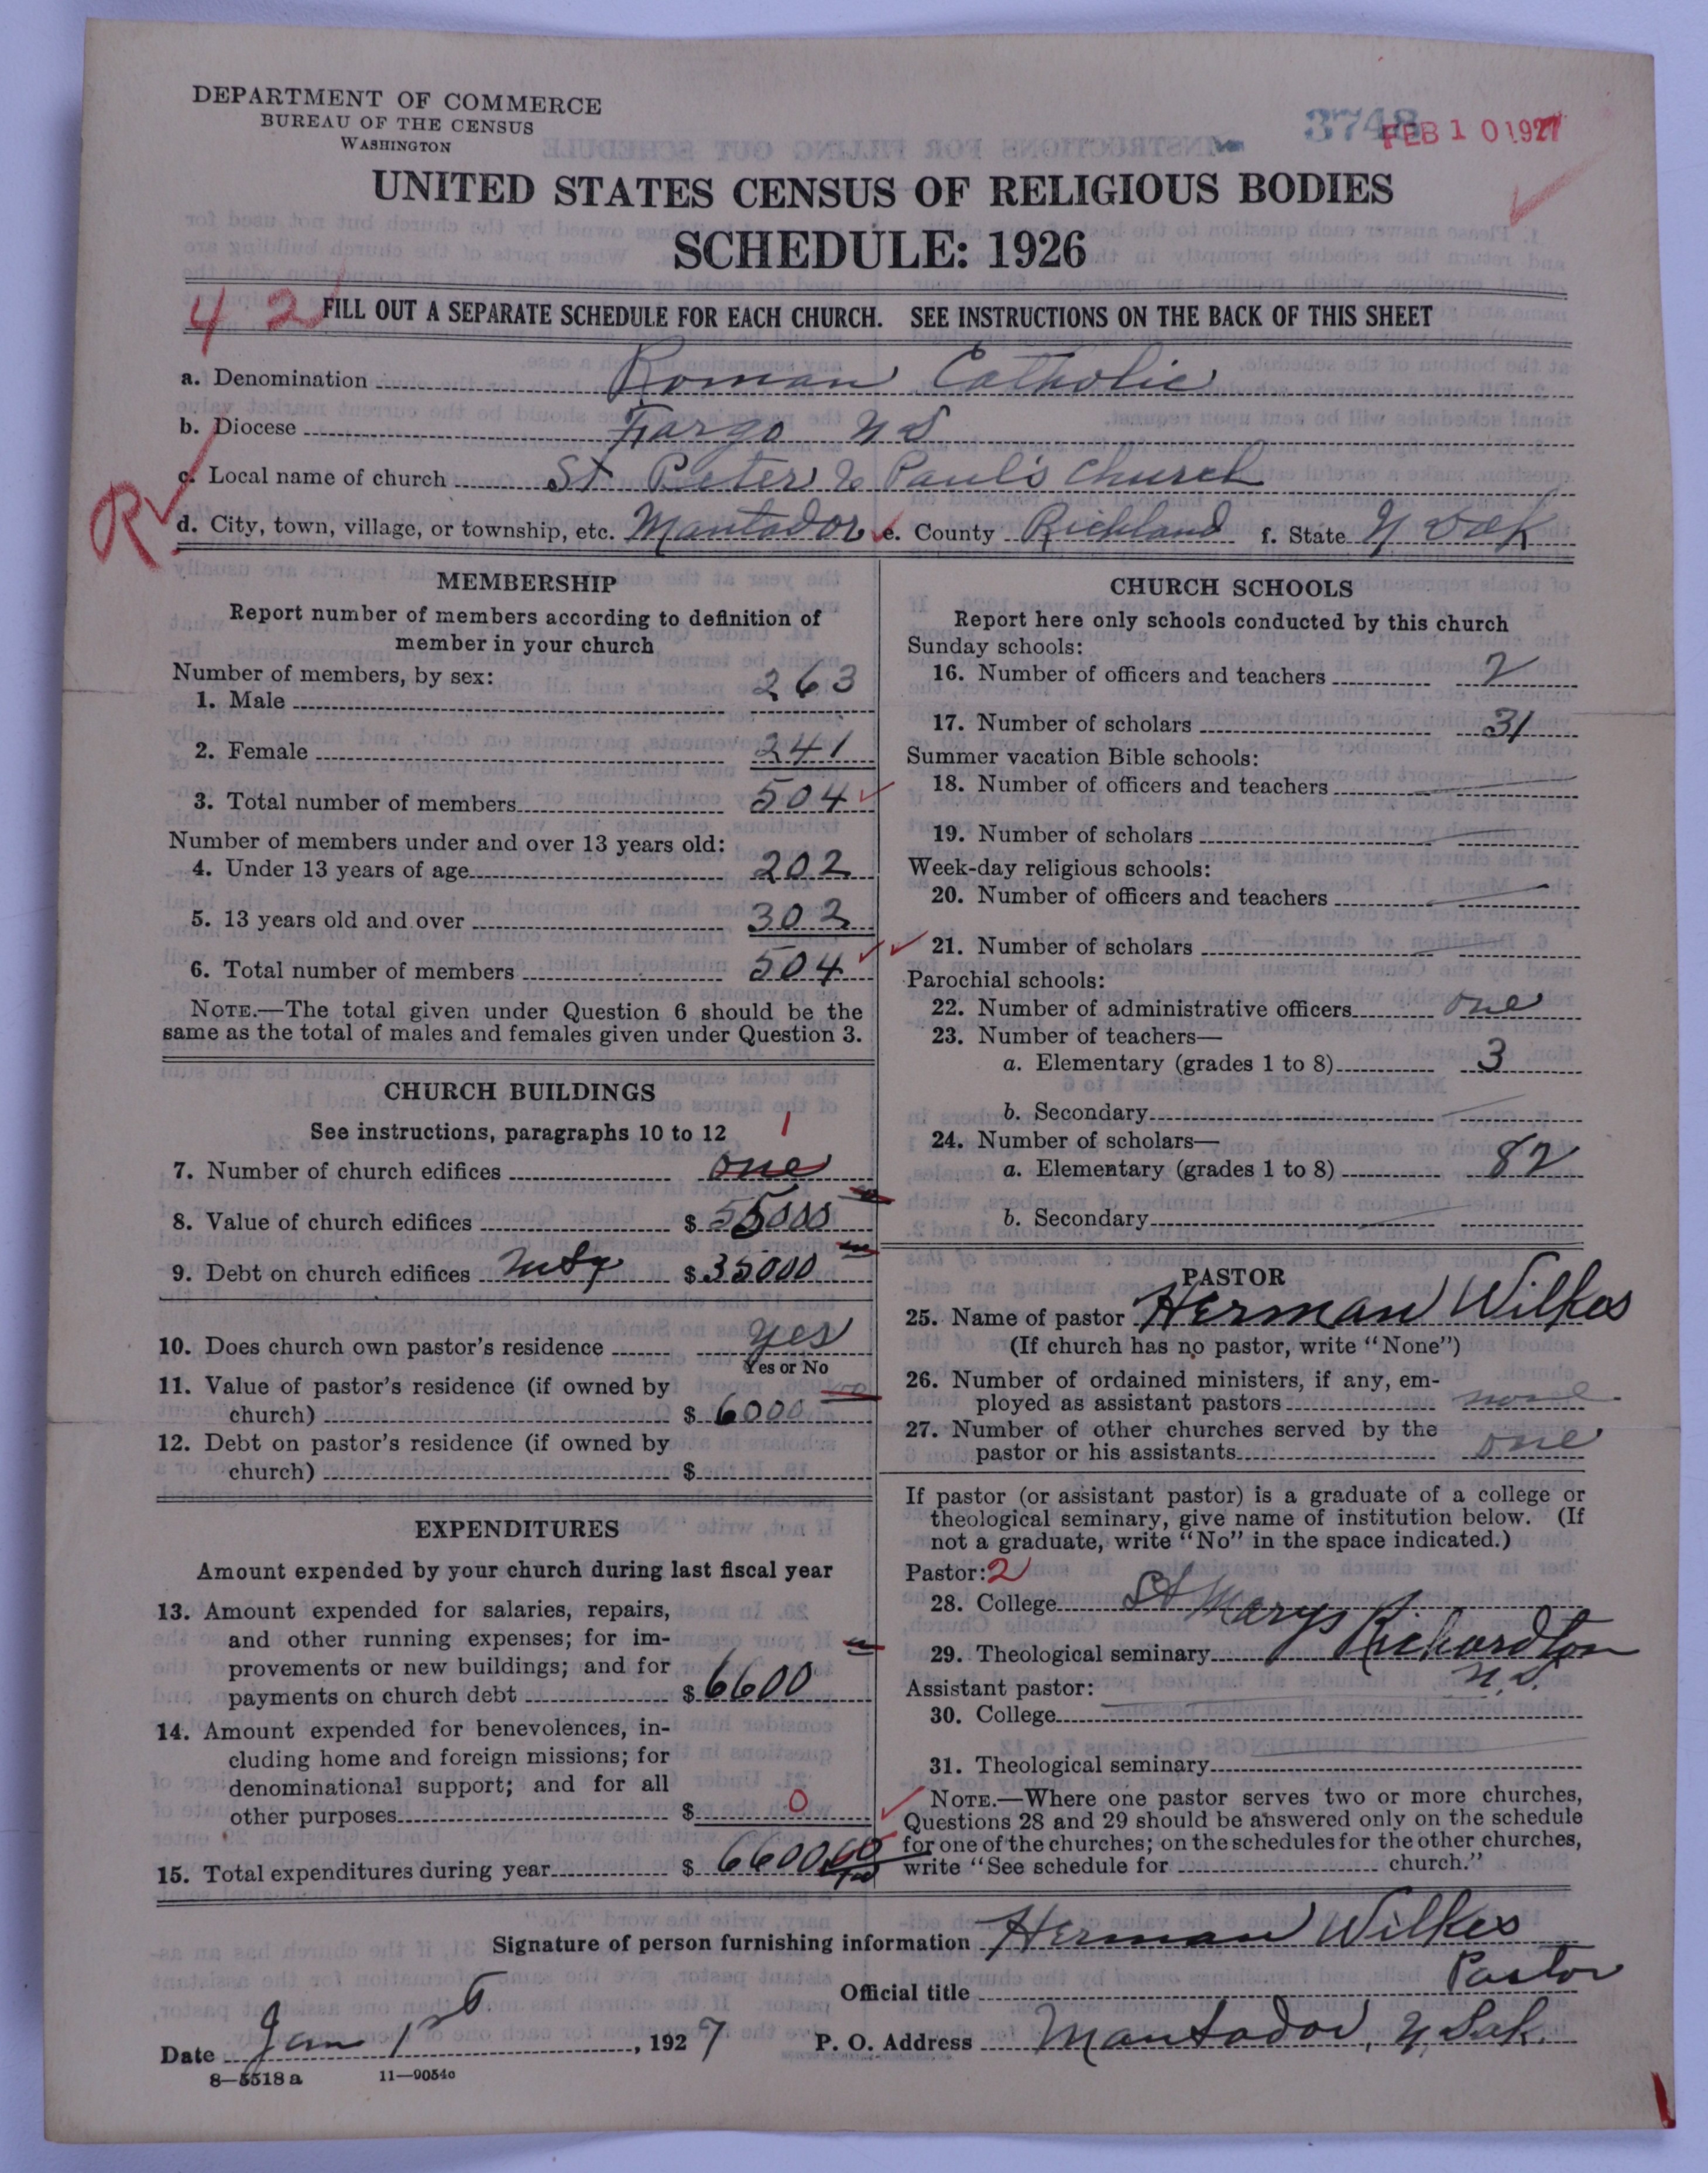 DEPARTMENT OF COMMERCE
BUREAU OF THE CENSUS
WASHINGTON
3748
FEB 10 1927
UNITED STATES CENSUS OF RELIGIOUS BODIES
SCHEDULE: 1926
4 2
FILL OUT A SEPARATE SCHEDULE FOR EACH CHURCH. SEE INSTRUCTIONS ON THE BACK OF THIS SHEET
a. Denomination Roman Catholic
b. Diocese Fargo N D
c. Local name of church St Peter & Paul's Church
R
d. City, town, village, or township, etc. Mantador e. County Richland f. State N Dak
MEMBERSHIP
Report number of members according to definition of
member in your church
Number of members, by sex:
1. Male 263
2. Female 241
3. Total number of members 504
Number of members under and over 13 years old:
4. Under 13 years of age 202
5. 13 years old and over 302
6. Total number of members 504
NOTE.—The total given under Question 6 should be the
same as the total of males and females given under Question 3.
CHURCH BUILDINGS
See instructions, paragraphs 10 to 12
1
7. Number of church edifices one
8. Value of church edifices $ 55000
9. Debt on church edifices $ 35000
10. Does church own pastor's residence yes
Yes or No
11. Value of pastor's residence (if owned by
church) $ 6000
12. Debt on pastor's residence (if owned by
church) $
EXPENDITURES
Amount expended by your church during last fiscal year
13. Amount expended for salaries, repairs,
and other running expenses; for im-
provements or new buildings; and for
payments on church debt $ 6600
14. Amount expended for benevolences, in-
cluding home and foreign missions; for
denominational support; and for all
other purposes $ 0
15. Total expenditures during year $ 6600
CHURCH SCHOOLS
Report here only schools conducted by this church
Sunday schools:
16. Number of officers and teachers 2
17. Number of scholars 31
Summer vacation Bible schools:
18. Number of officers and teachers
19. Number of scholars
Week-day religious schools:
20. Number of officers and teachers
21. Number of scholars
Parochial schools:
22. Number of administrative officers one
23. Number of teachers—
a. Elementary (grades 1 to 8) 3
b. Secondary
24. Number of scholars—
a. Elementary (grades 1 to 8) 82
b. Secondary
PASTOR
25. Name of pastor Herman Wilkes
(If church has no pastor, write "None")
26. Number of ordained ministers, if any, em-
ployed as assistant pastors none
27. Number of other churches served by the
pastor or his assistants one
If pastor (or assistant pastor) is a graduate of a college or
theological seminary, give name of institution below. (If
not a graduate, write "No" in the space indicated.)
Pastor: 2
28. College St Marys
29. Theological seminary Richardton
N. D.
Assistant pastor:
30. College
31. Theological seminary
NOTE.—Where one pastor serves two or more churches,
Questions 28 and 29 should be answered only on the schedule
for one of the churches; on the schedules for the other churches,
write "See schedule for church."
Signature of person furnishing information Herman Wilkes
Official title Pastor
Date Jan 1st, 1927 P. O. Address Mantador, N. Dak.
8—5518a 11—9054c